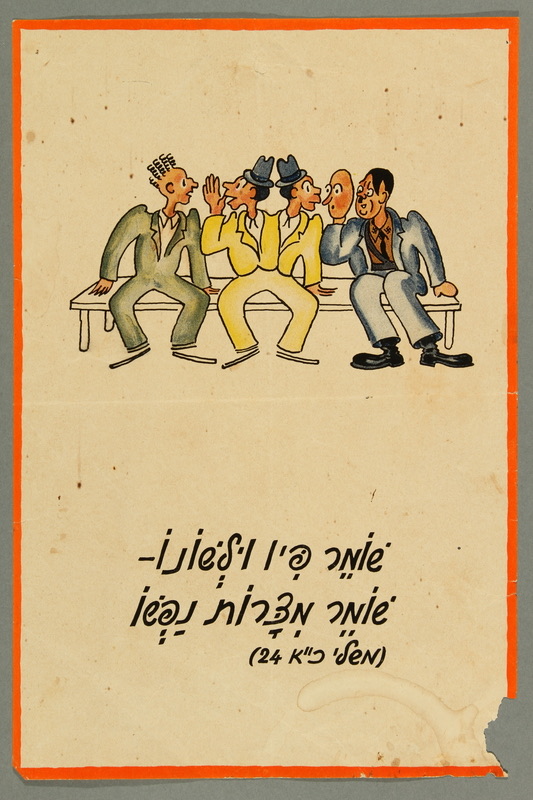 שׁוֹמֵר פִּיו וּלְשׁוֹנוֹ–
שׁוֹמֵר מִצָּרוֹת נַפְשׁוֹ
(משלי כ״א 24)